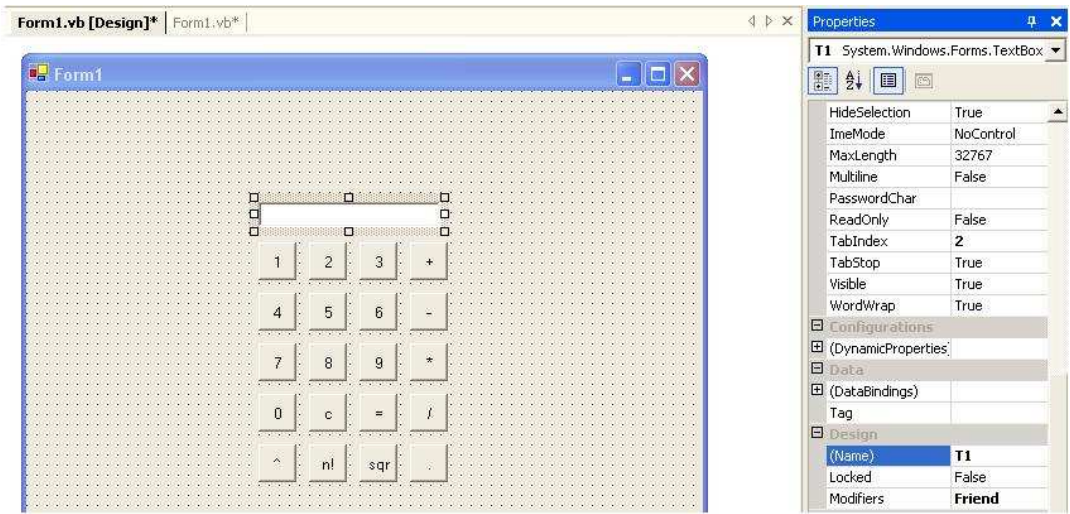 Form1.vb [Design]* Form1.vb*
Form1
1 2 3 +
4 5 6 -
7 8 9 *
0 c = /
^ n! sqr .
Properties
T1 System.Windows.Forms.TextBox
HideSelection True
ImeMode NoControl
MaxLength 32767
Multiline False
PasswordChar
ReadOnly False
TabIndex 2
TabStop True
Visible True
WordWrap True
Configurations
(DynamicProperties)
Data
(DataBindings)
Tag
Design
(Name) T1
Locked False
Modifiers Friend